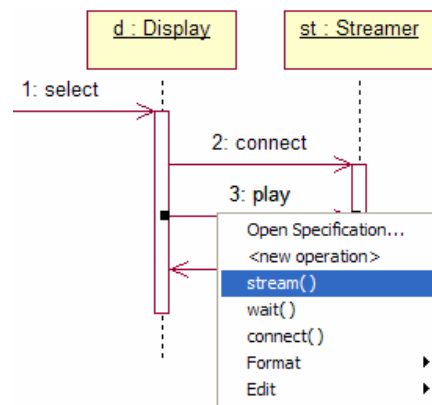 d : Display
st : Streamer
1: select
2: connect
3: play
Open Specification...
<new operation>
stream( )
wait( )
connect( )
Format
Edit